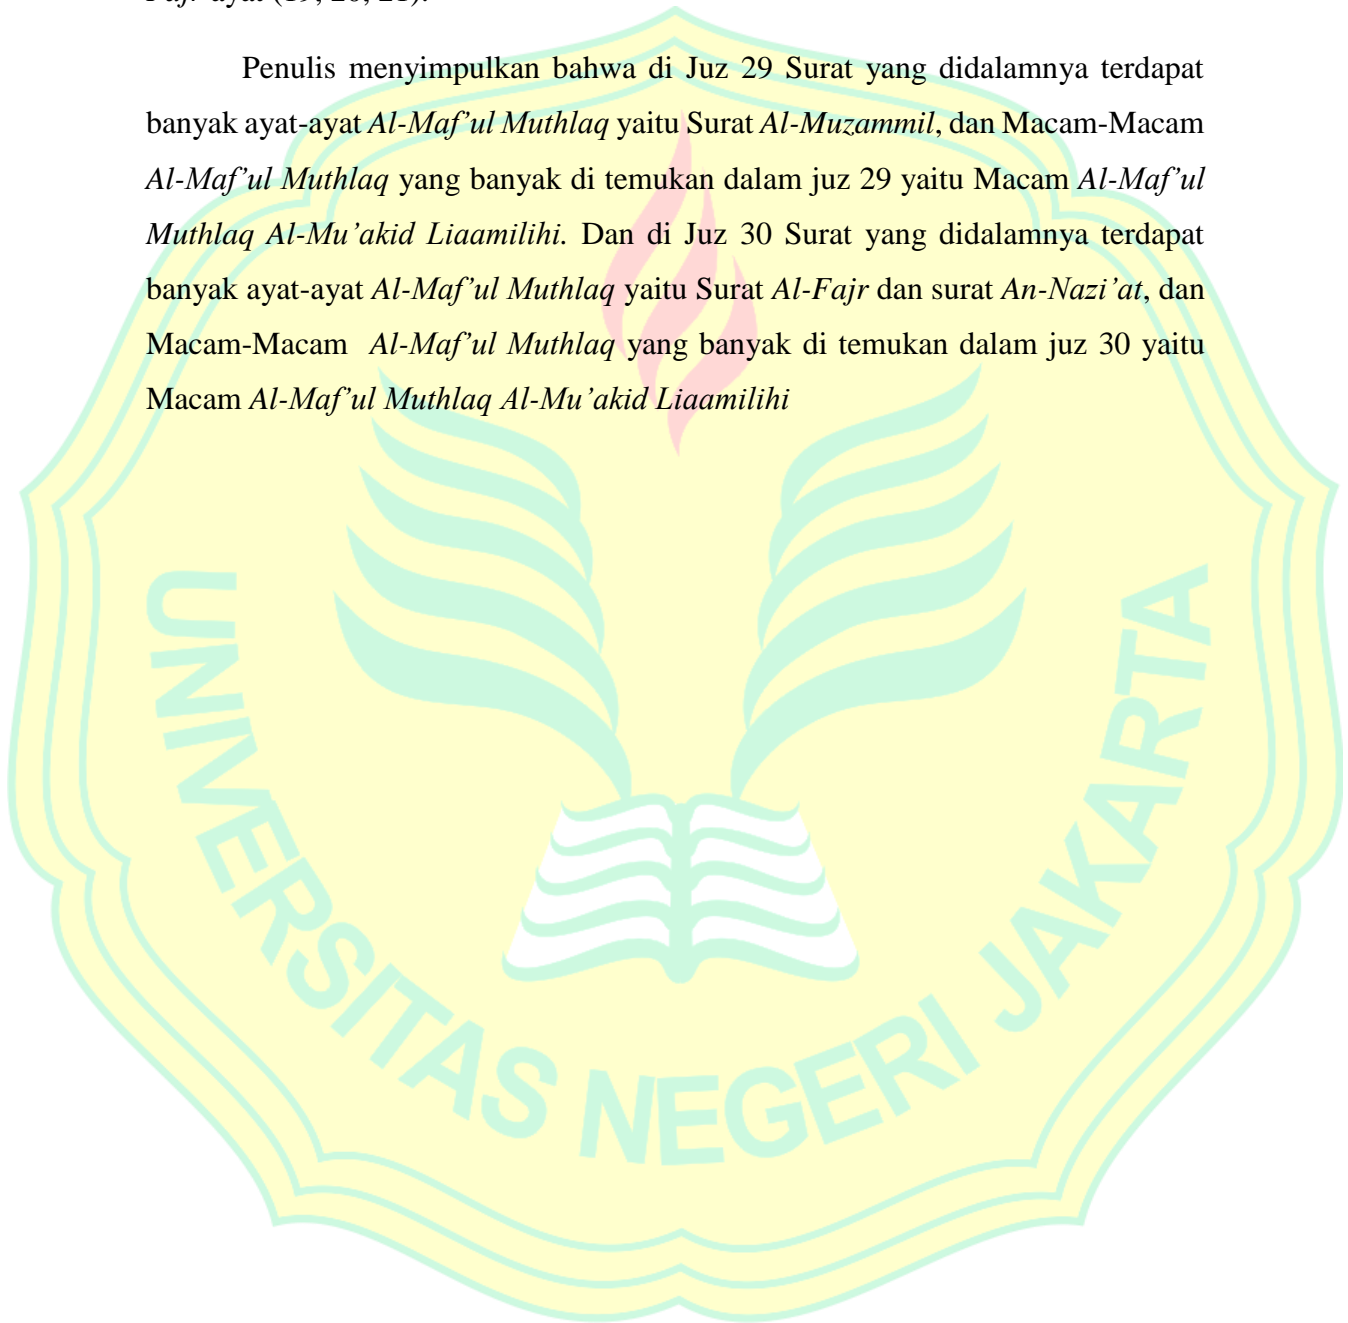 ayat (19, 20, 21).
Penulis menyimpulkan bahwa di Juz 29 Surat yang didalamnya terdapat
banyak ayat-ayat Al-Maf’ul Muthlaq yaitu Surat Al-Muzammil, dan Macam-Macam
Al-Maf’ul Muthlaq yang banyak di temukan dalam juz 29 yaitu Macam Al-Maf’ul
Muthlaq Al-Mu’akid Liaamilihi. Dan di Juz 30 Surat yang didalamnya terdapat
banyak ayat-ayat Al-Maf’ul Muthlaq yaitu Surat Al-Fajr dan surat An-Nazi’at, dan
Macam-Macam Al-Maf’ul Muthlaq yang banyak di temukan dalam juz 30 yaitu
Macam Al-Maf’ul Muthlaq Al-Mu’akid Liaamilihi
UNIVERSITAS NEGERI JAKARTA